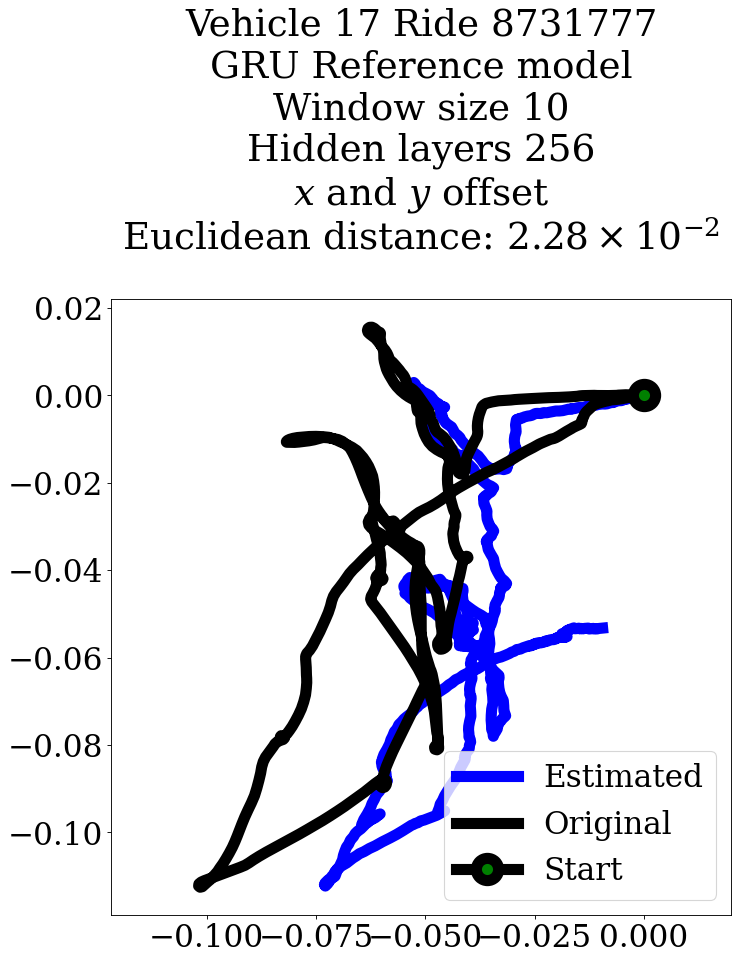 Vehicle 17 Ride 8731777
GRU Reference model
Window size 10
Hidden layers 256
x and y offset
Euclidean distance: 2.28 × 10⁻²
0.02
0.00
−0.02
−0.04
−0.06
−0.08
−0.10
Estimated
Original
Start
−0.100 −0.075 −0.050 −0.025 0.000